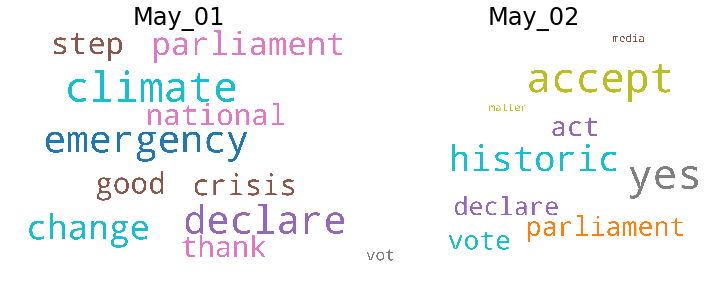 May_01
step parliament
climate
national
emergency
good crisis
change declare
thank
vot
May_02
media
accept
matter
act
historic
yes
declare
parliament
vote